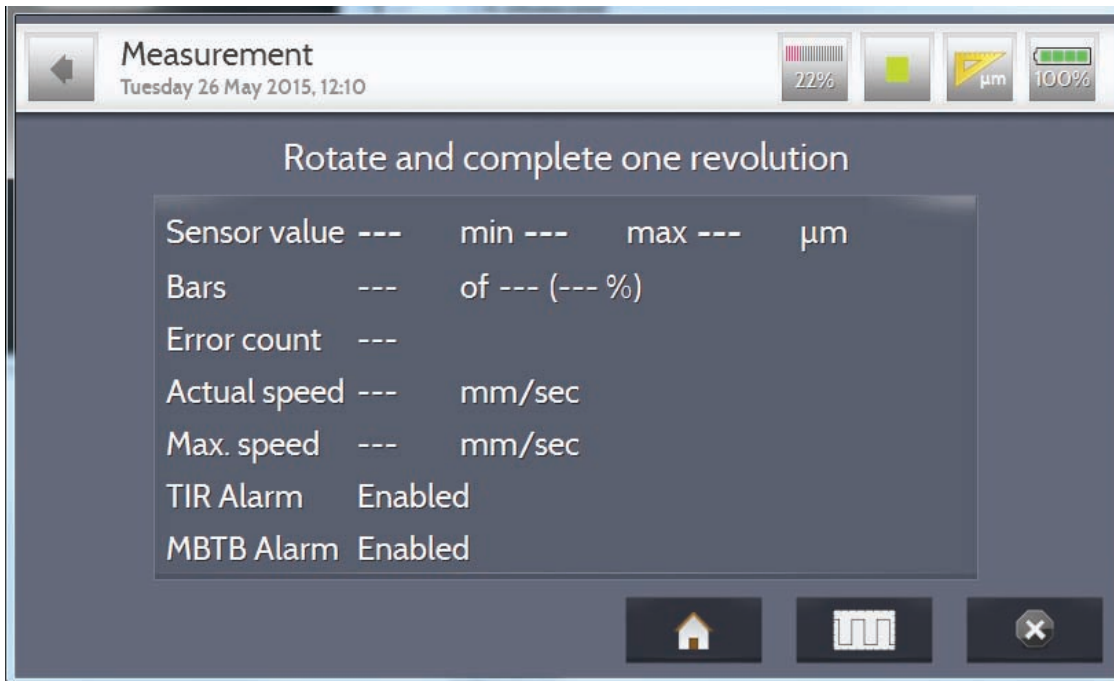 Measurement
Tuesday 26 May 2015, 12:10
22%
µm
100%
Rotate and complete one revolution
Sensor value --- min --- max --- µm
Bars --- of --- (--- %)
Error count ---
Actual speed --- mm/sec
Max. speed --- mm/sec
TIR Alarm Enabled
MBTB Alarm Enabled